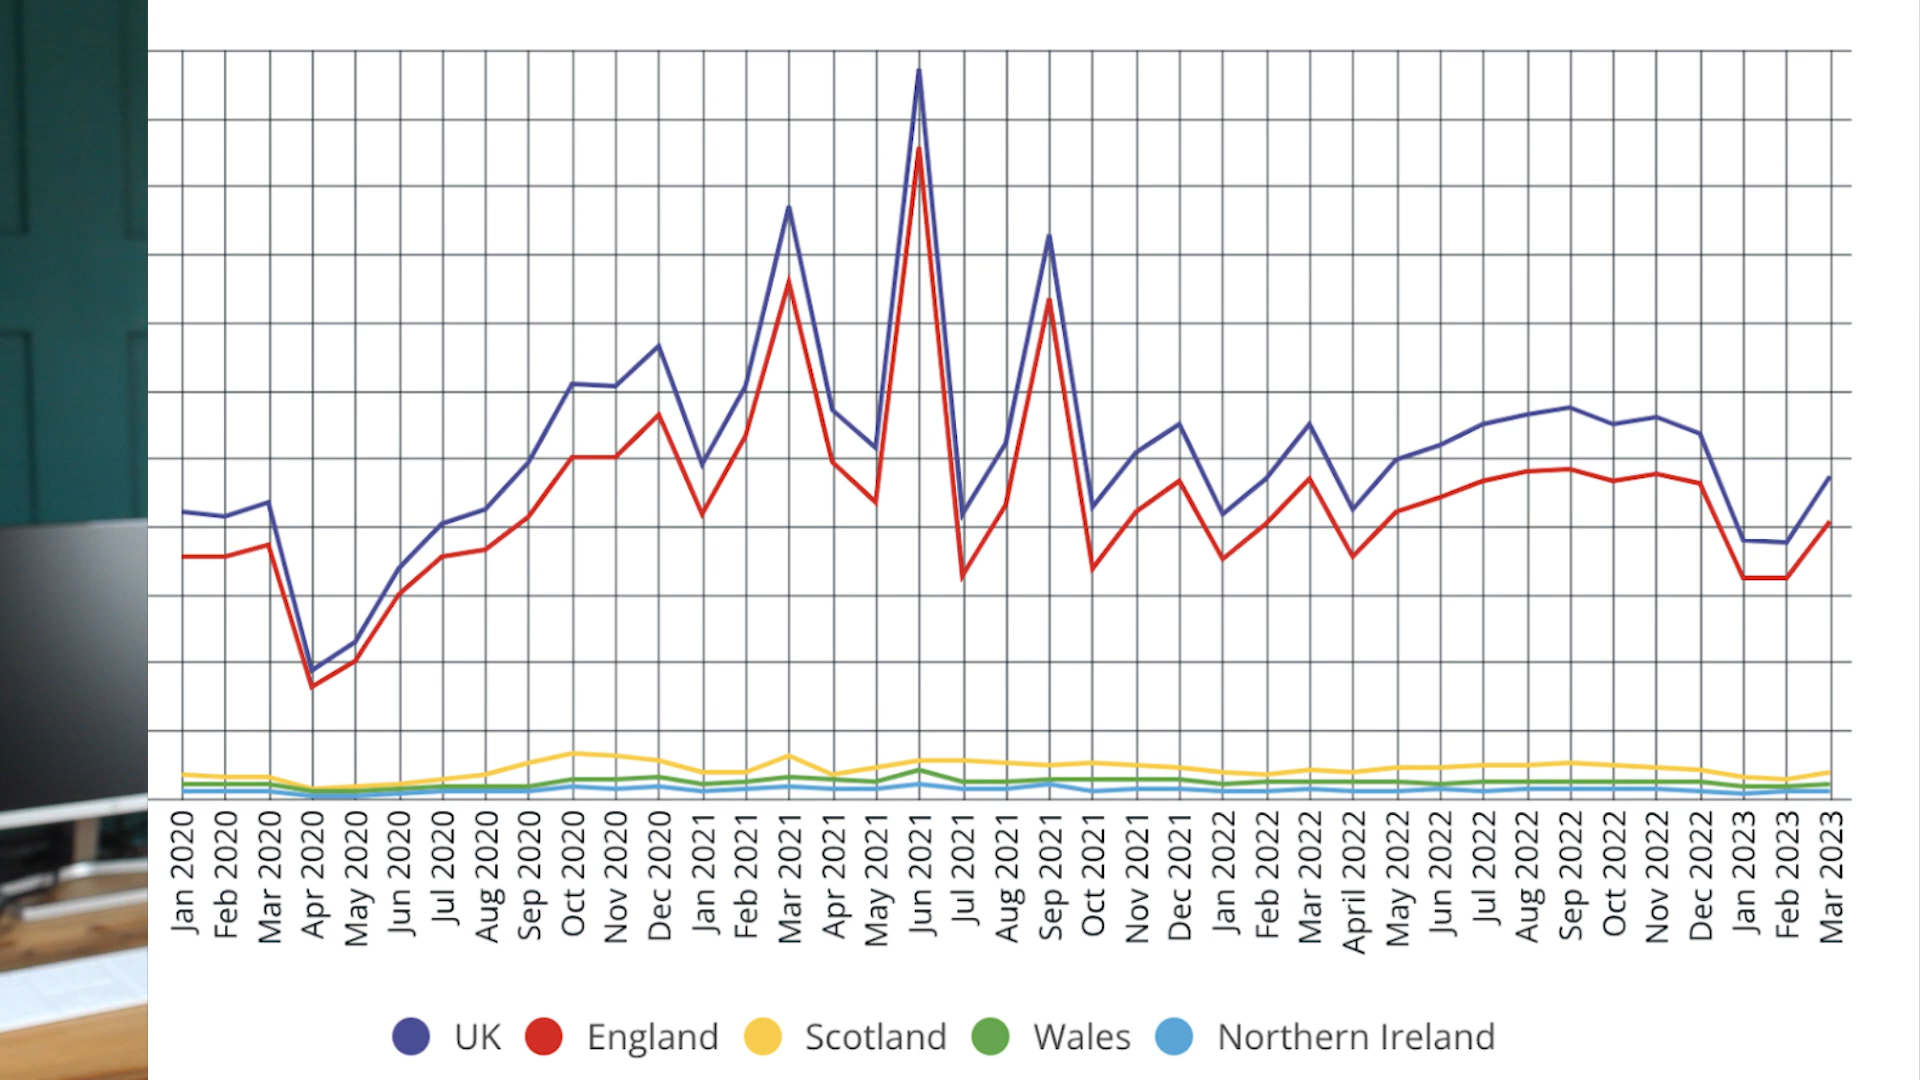 Jan 2020
Feb 2020
Mar 2020
Apr 2020
May 2020
Jun 2020
Jul 2020
Aug 2020
Sep 2020
Oct 2020
Nov 2020
Dec 2020
Jan 2021
Feb 2021
Mar 2021
Apr 2021
May 2021
Jun 2021
Jul 2021
Aug 2021
Sep 2021
Oct 2021
Nov 2021
Dec 2021
Jan 2022
Feb 2022
Mar 2022
April 2022
May 2022
Jun 2022
Jul 2022
Aug 2022
Sep 2022
Oct 2022
Nov 2022
Dec 2022
Jan 2023
Feb 2023
Mar 2023
UK England Scotland Wales Northern Ireland